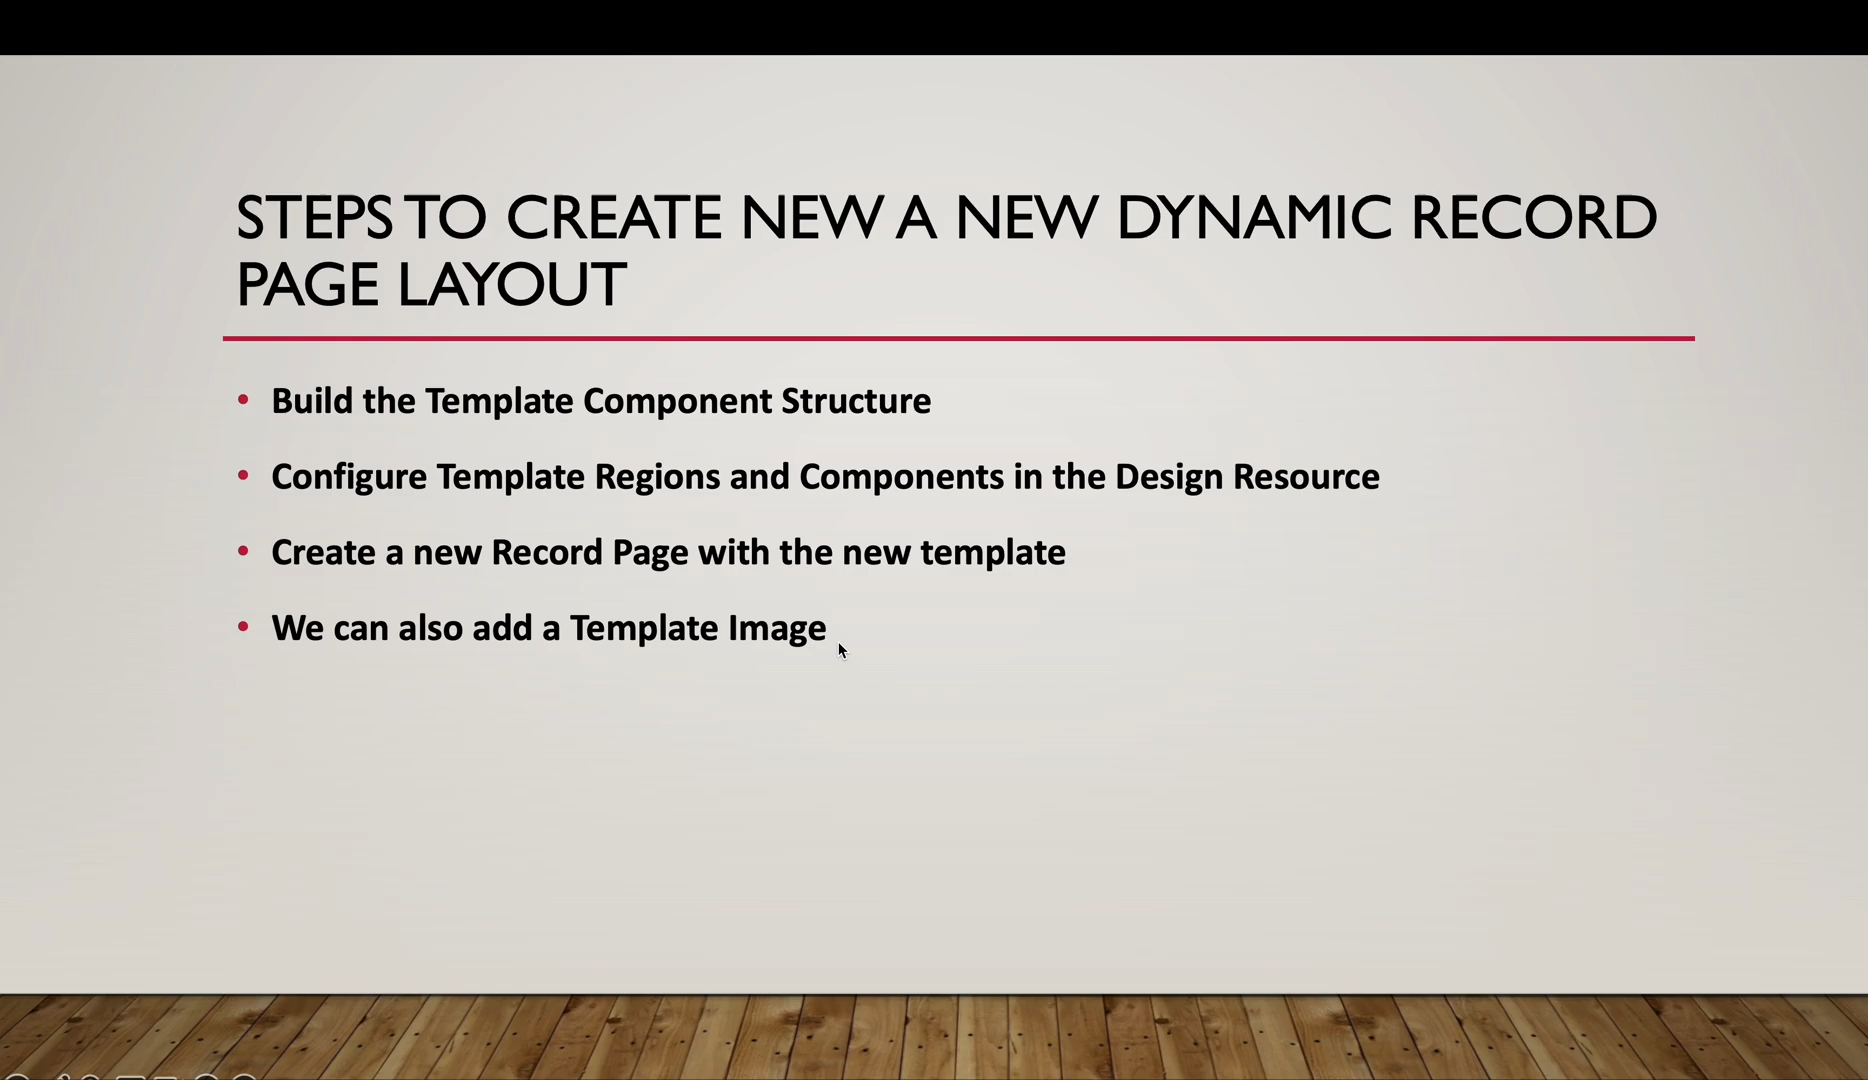 STEPS TO CREATE NEW A NEW DYNAMIC RECORD
PAGE LAYOUT
• Build the Template Component Structure
• Configure Template Regions and Components in the Design Resource
• Create a new Record Page with the new template
• We can also add a Template Image